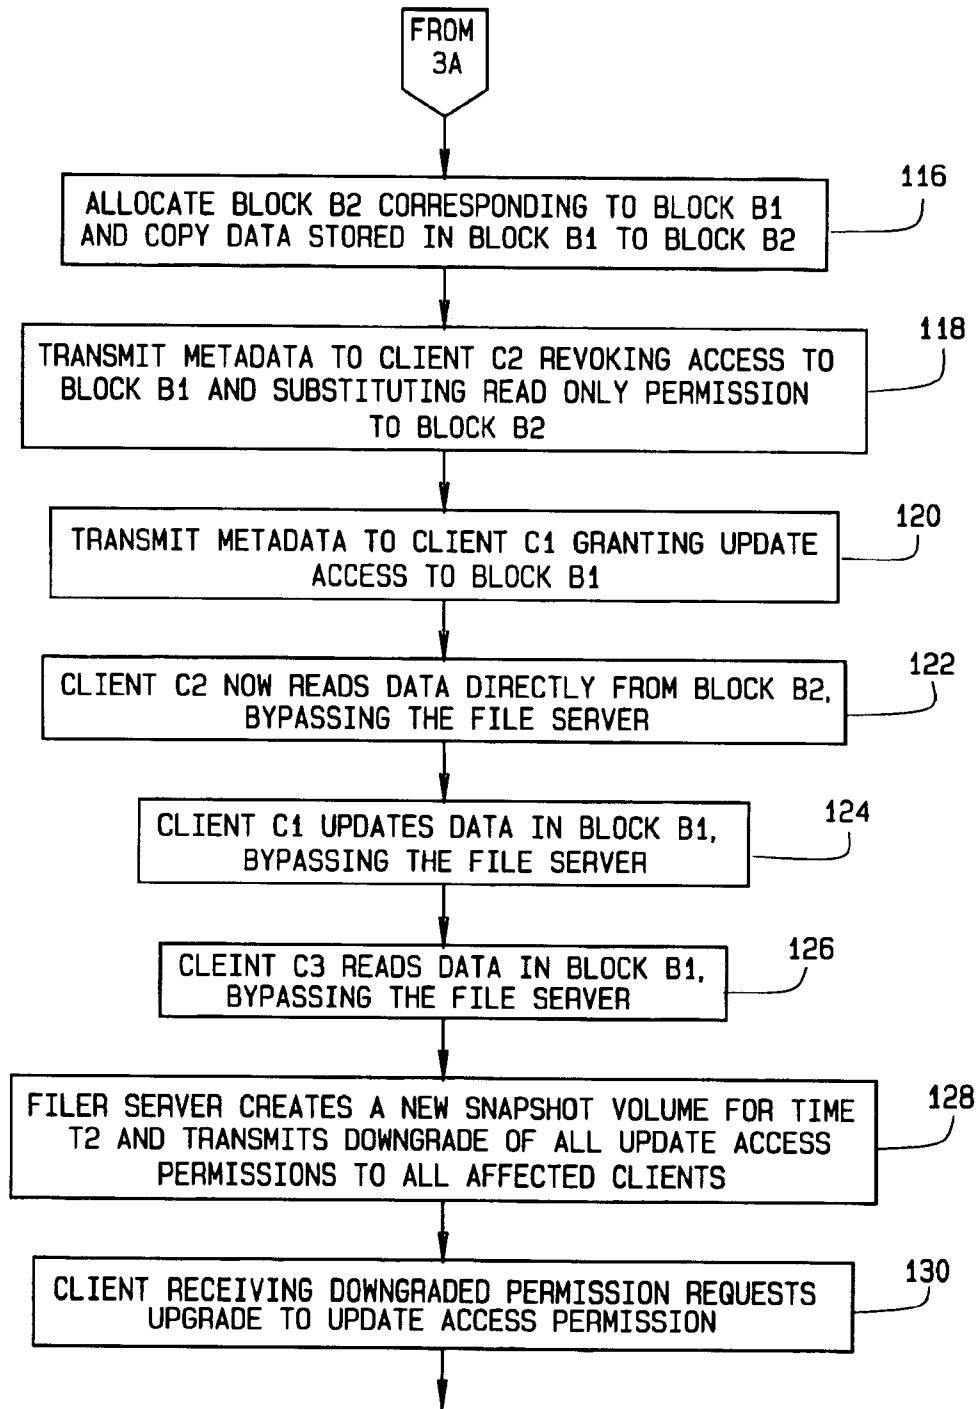 FROM
3A
116
ALLOCATE BLOCK B2 CORRESPONDING TO BLOCK B1
AND COPY DATA STORED IN BLOCK B1 TO BLOCK B2
118
TRANSMIT METADATA TO CLIENT C2 REVOKING ACCESS TO
BLOCK B1 AND SUBSTITUTING READ ONLY PERMISSION
TO BLOCK B2
120
TRANSMIT METADATA TO CLIENT C1 GRANTING UPDATE
ACCESS TO BLOCK B1
122
CLIENT C2 NOW READS DATA DIRECTLY FROM BLOCK B2,
BYPASSING THE FILE SERVER
124
CLIENT C1 UPDATES DATA IN BLOCK B1,
BYPASSING THE FILE SERVER
126
CLEINT C3 READS DATA IN BLOCK B1,
BYPASSING THE FILE SERVER
128
FILER SERVER CREATES A NEW SNAPSHOT VOLUME FOR TIME
T2 AND TRANSMITS DOWNGRADE OF ALL UPDATE ACCESS
PERMISSIONS TO ALL AFFECTED CLIENTS
130
CLIENT RECEIVING DOWNGRADED PERMISSION REQUESTS
UPGRADE TO UPDATE ACCESS PERMISSION